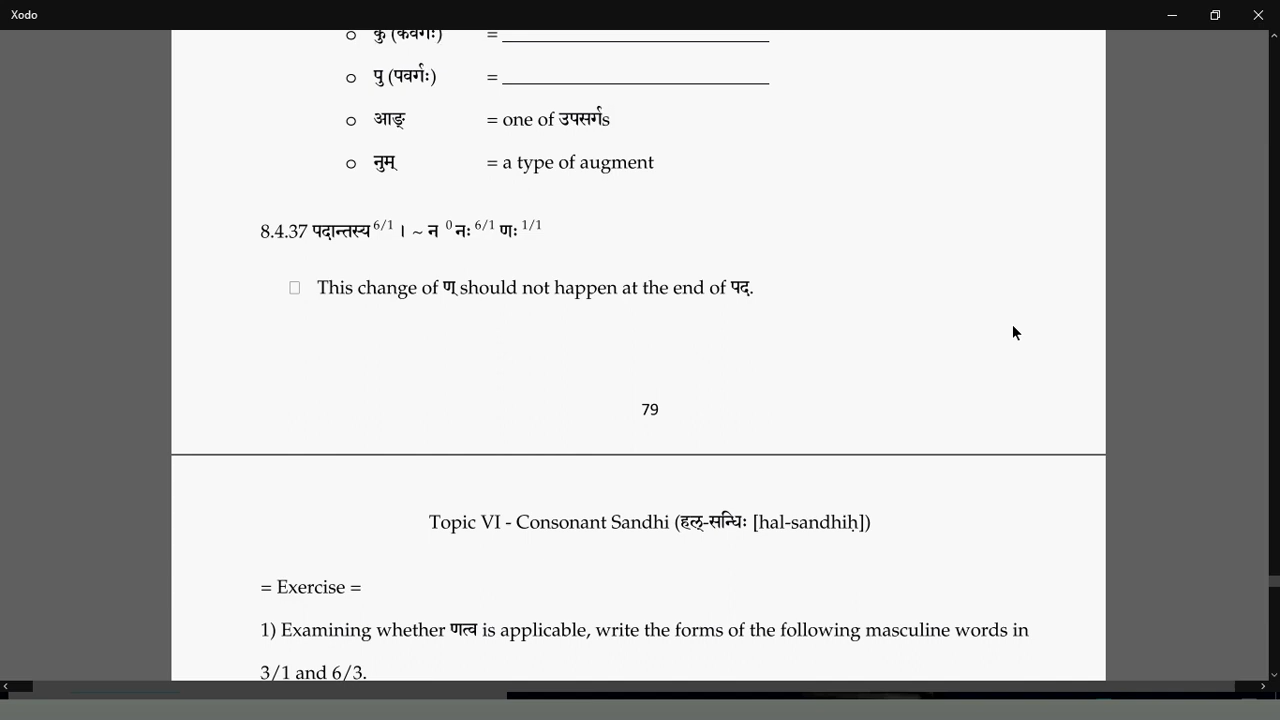 Xodo
o कु (कवर्गः) = ____________________
o पु (पवर्गः) = ____________________
o आङ् = one of उपसर्गs
o नुम् = a type of augment
8.4.37 पदान्तस्य 6/1 । ~ न 0 नः 6/1 णः 1/1
This change of ण् should not happen at the end of पद.
79
Topic VI - Consonant Sandhi (हल्-सन्धिः [hal-sandhiḥ])
= Exercise =
1) Examining whether णत्व is applicable, write the forms of the following masculine words in
3/1 and 6/3.